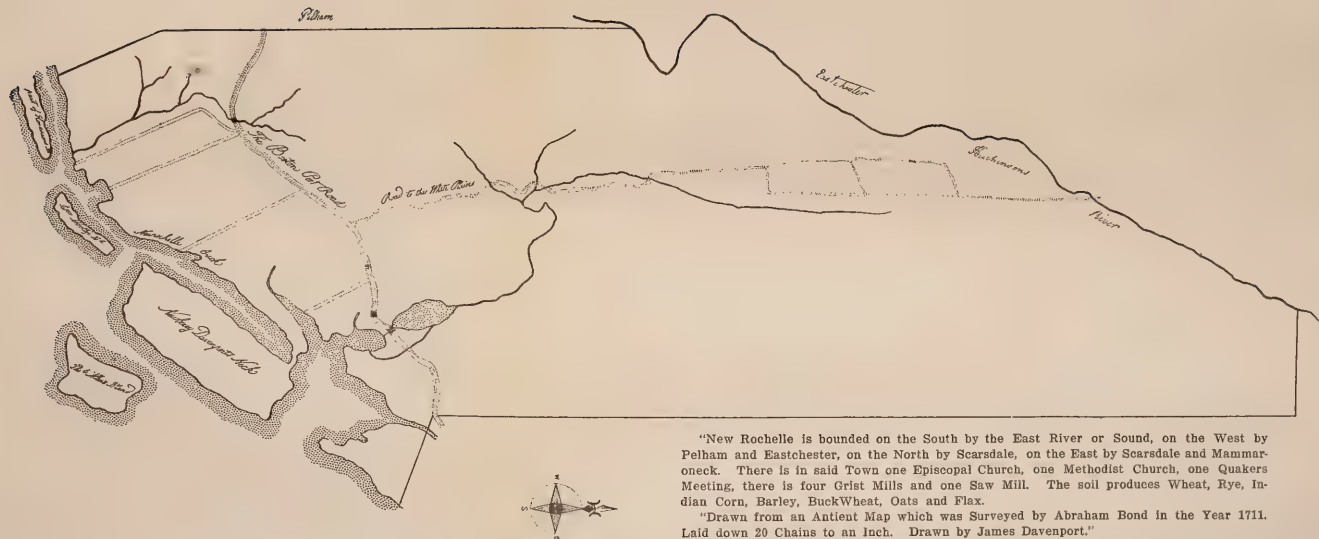 Pelham
Eastchester
Hutchinsons
River
The Boston Post Road
Road to the White Plains
Neck
"New Rochelle is bounded on the South by the East River or Sound, on the West by
Pelham and Eastchester, on the North by Scarsdale, on the East by Scarsdale and Mammar-
oneck. There is in said Town one Episcopal Church, one Methodist Church, one Quakers
Meeting, there is four Grist Mills and one Saw Mill. The soil produces Wheat, Rye, In-
dian Corn, Barley, BuckWheat, Oats and Flax.
"Drawn from an Antient Map which was Surveyed by Abraham Bond in the Year 1711.
Laid down 20 Chains to an Inch. Drawn by James Davenport."